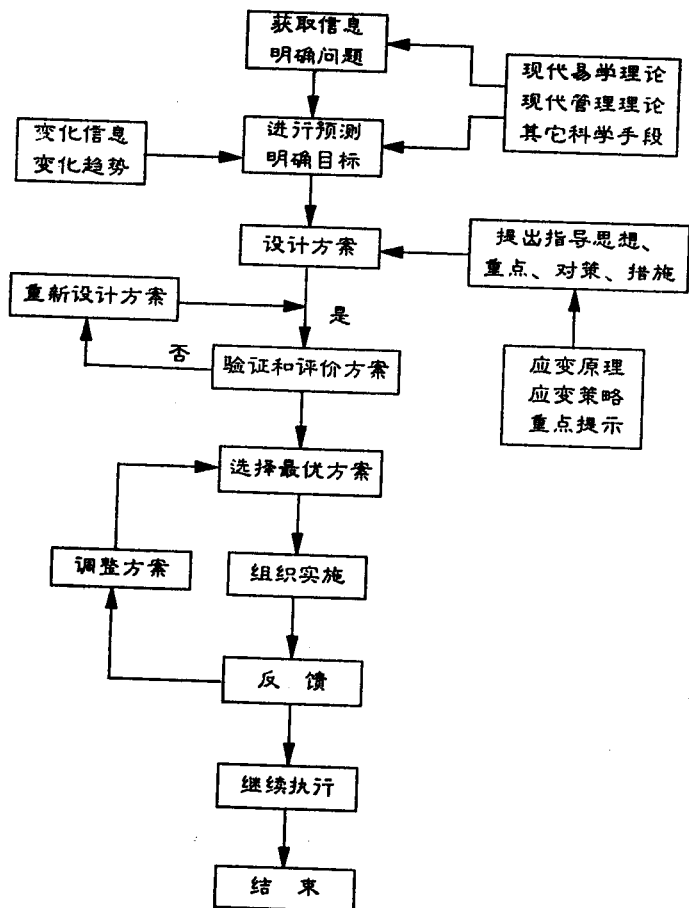 获取信息
明确问题
现代易学理论
现代管理理论
其它科学手段
变化信息
变化趋势
进行预测
明确目标
设计方案
提出指导思想、
重点、对策、措施
重新设计方案
是
否
验证和评价方案
应变原理
应变策略
重点提示
选择最优方案
调整方案
组织实施
反 馈
继续执行
结 束